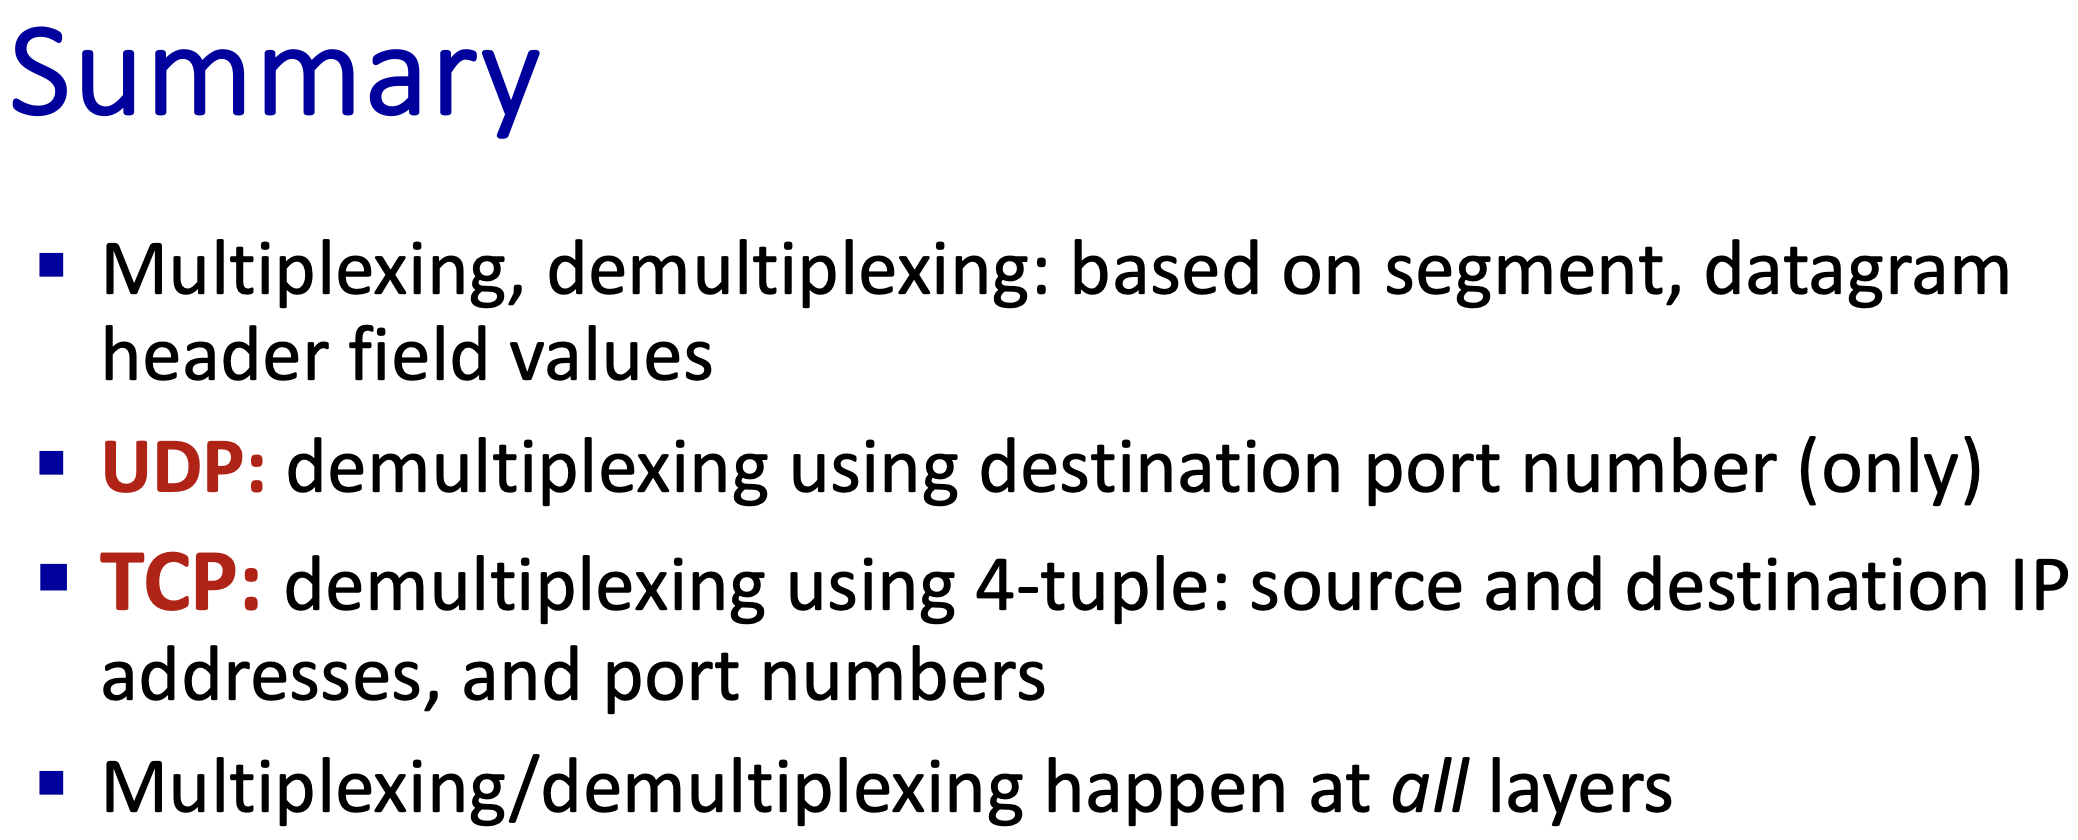 Summary
Multiplexing, demultiplexing: based on segment, datagram
header field values
UDP: demultiplexing using destination port number (only)
TCP: demultiplexing using 4-tuple: source and destination IP
addresses, and port numbers
Multiplexing/demultiplexing happen at all layers